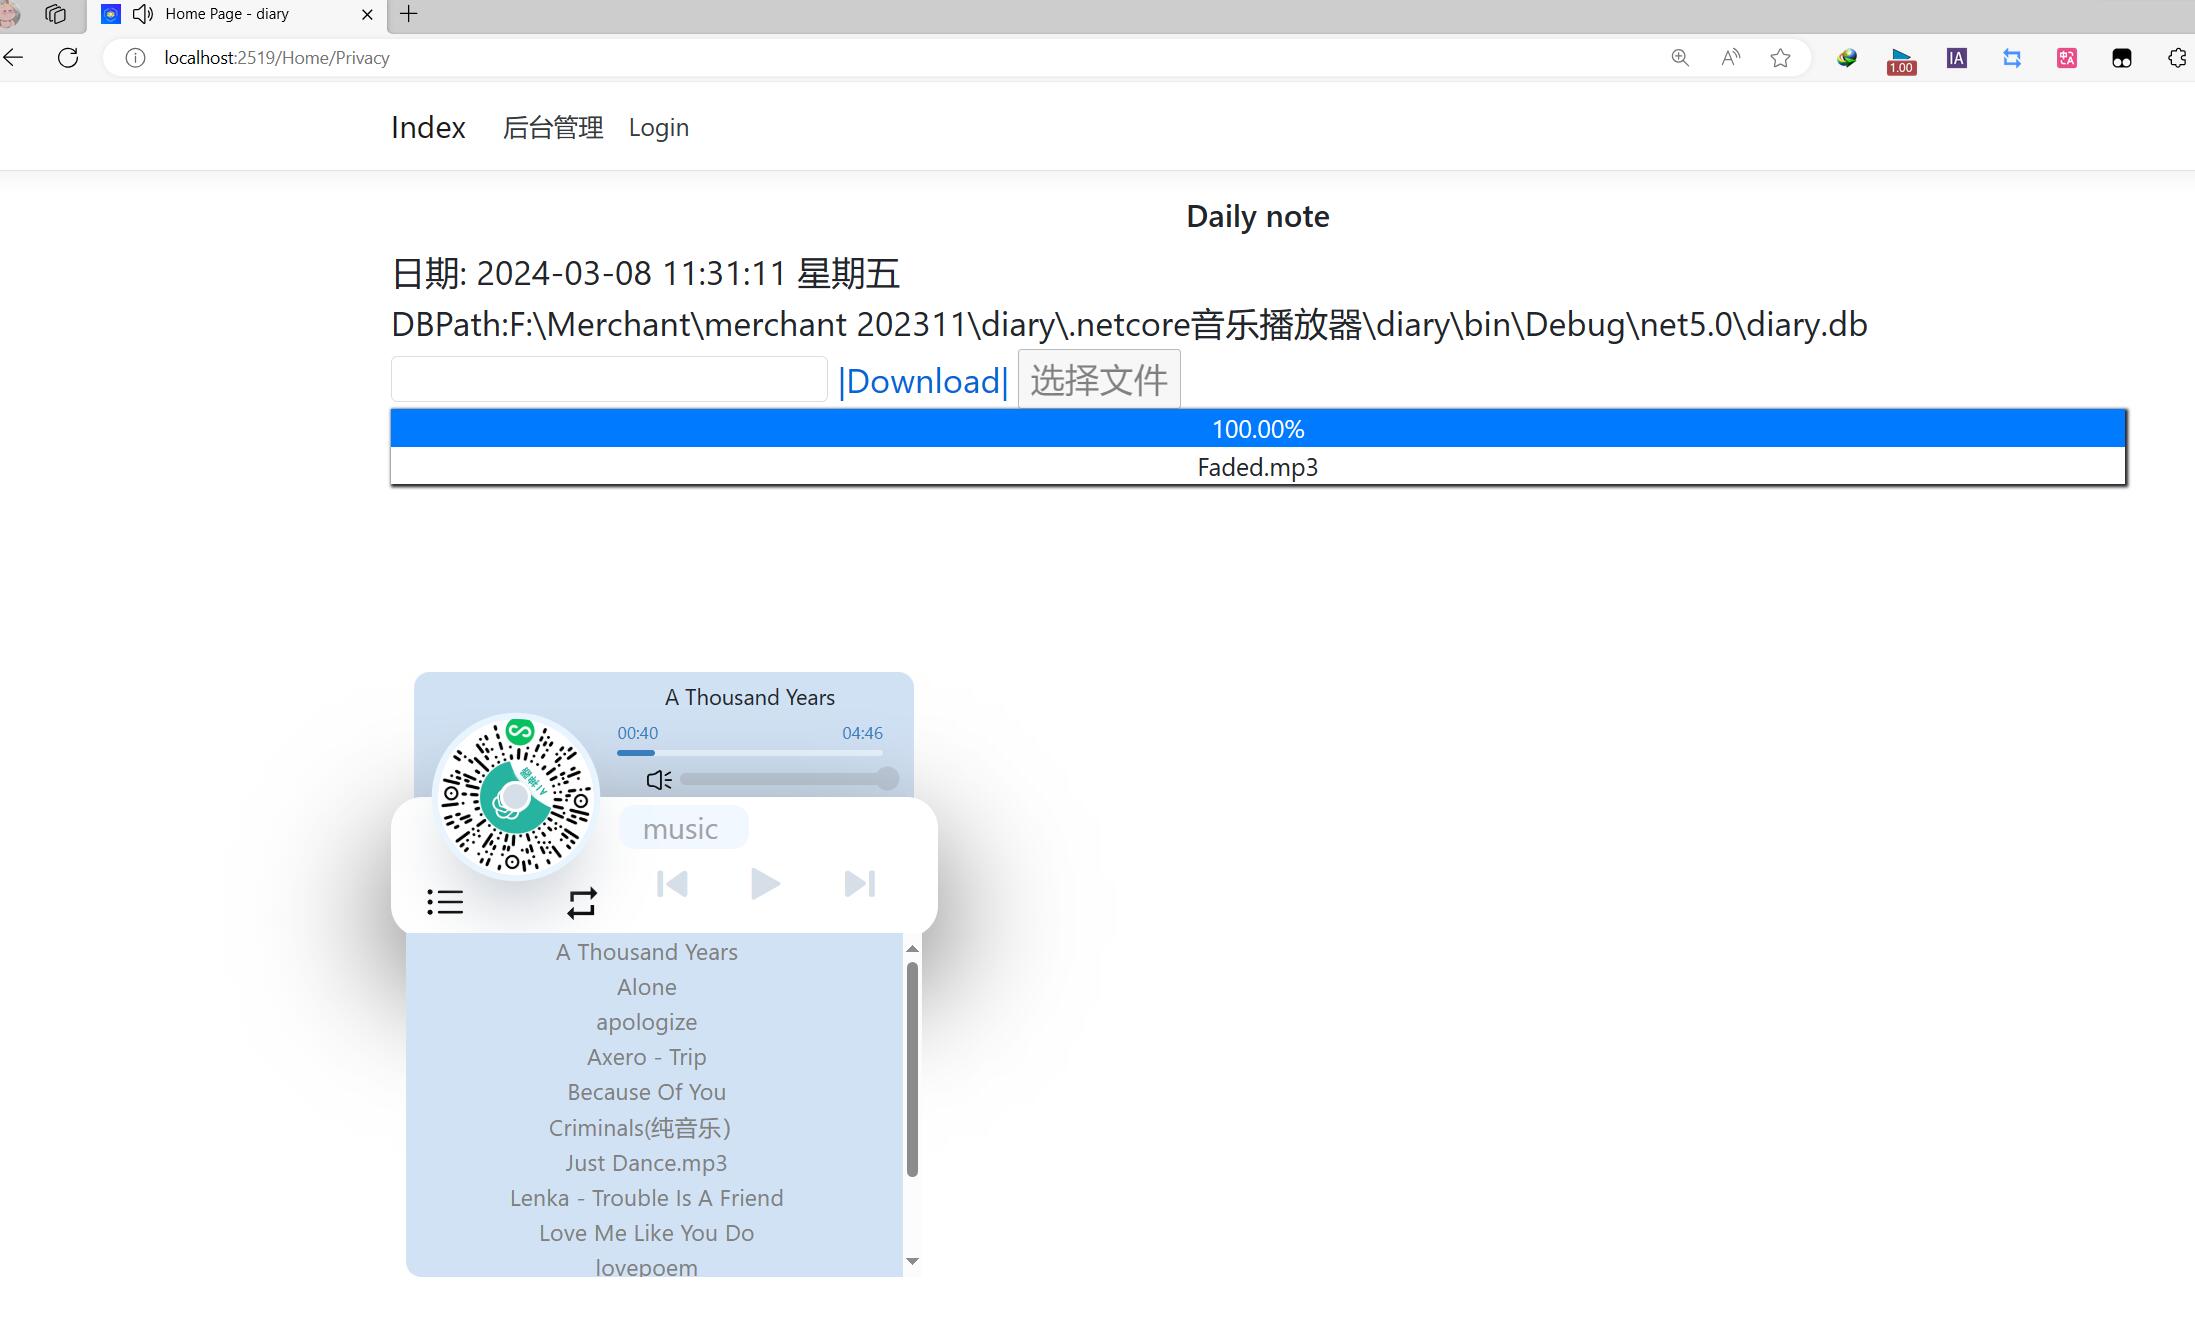 Home Page - diary
localhost:2519/Home/Privacy
1.00
IA
Index 后台管理 Login
Daily note
日期: 2024-03-08 11:31:11 星期五
DBPath:F:\Merchant\merchant 202311\diary\.netcore音乐播放器\diary\bin\Debug\net5.0\diary.db
|Download| 选择文件
100.00%
Faded.mp3
A Thousand Years
00:40 04:46
music
A Thousand Years
Alone
apologize
Axero - Trip
Because Of You
Criminals(纯音乐)
Just Dance.mp3
Lenka - Trouble Is A Friend
Love Me Like You Do
lovepoem